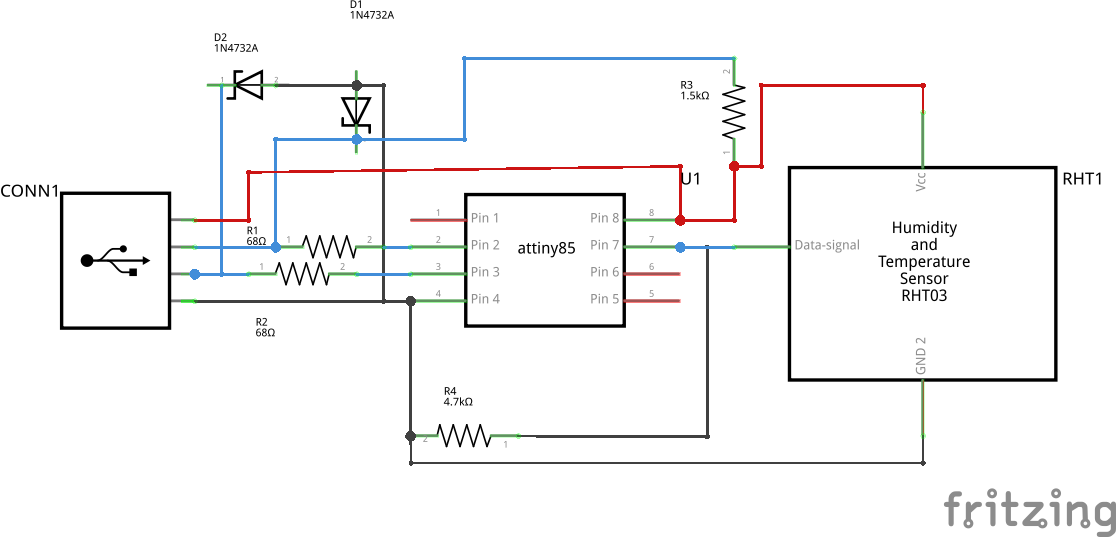 D1
1N4732A
D2
1N4732A
1
2
R3
1.5kΩ
2
1
CONN1
R1
68Ω
1
2
1
2
R2
68Ω
U1
1
Pin 1
Pin 8
8
2
Pin 2
attiny85
Pin 7
7
3
Pin 3
Pin 6
6
4
Pin 4
Pin 5
5
RHT1
Vcc
Data-signal
Humidity
and
Temperature
Sensor
RHT03
GND 2
R4
4.7kΩ
2
1
fritzing